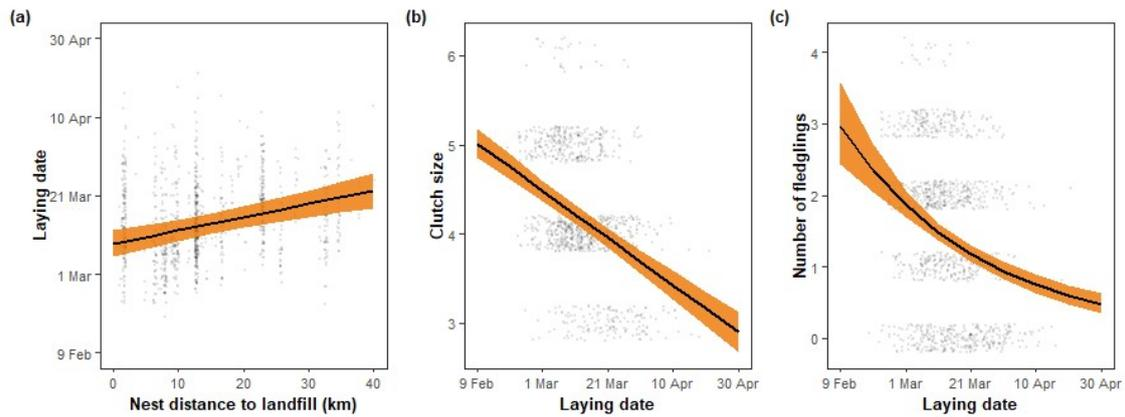 (a)
30 Apr
10 Apr
21 Mar
1 Mar
9 Feb
Laying date
0 10 20 30 40
Nest distance to landfill (km)
(b)
6
5
4
3
Clutch size
9 Feb 1 Mar 21 Mar 10 Apr 30 Apr
Laying date
(c)
4
3
2
1
0
Number of fledglings
9 Feb 1 Mar 21 Mar 10 Apr 30 Apr
Laying date